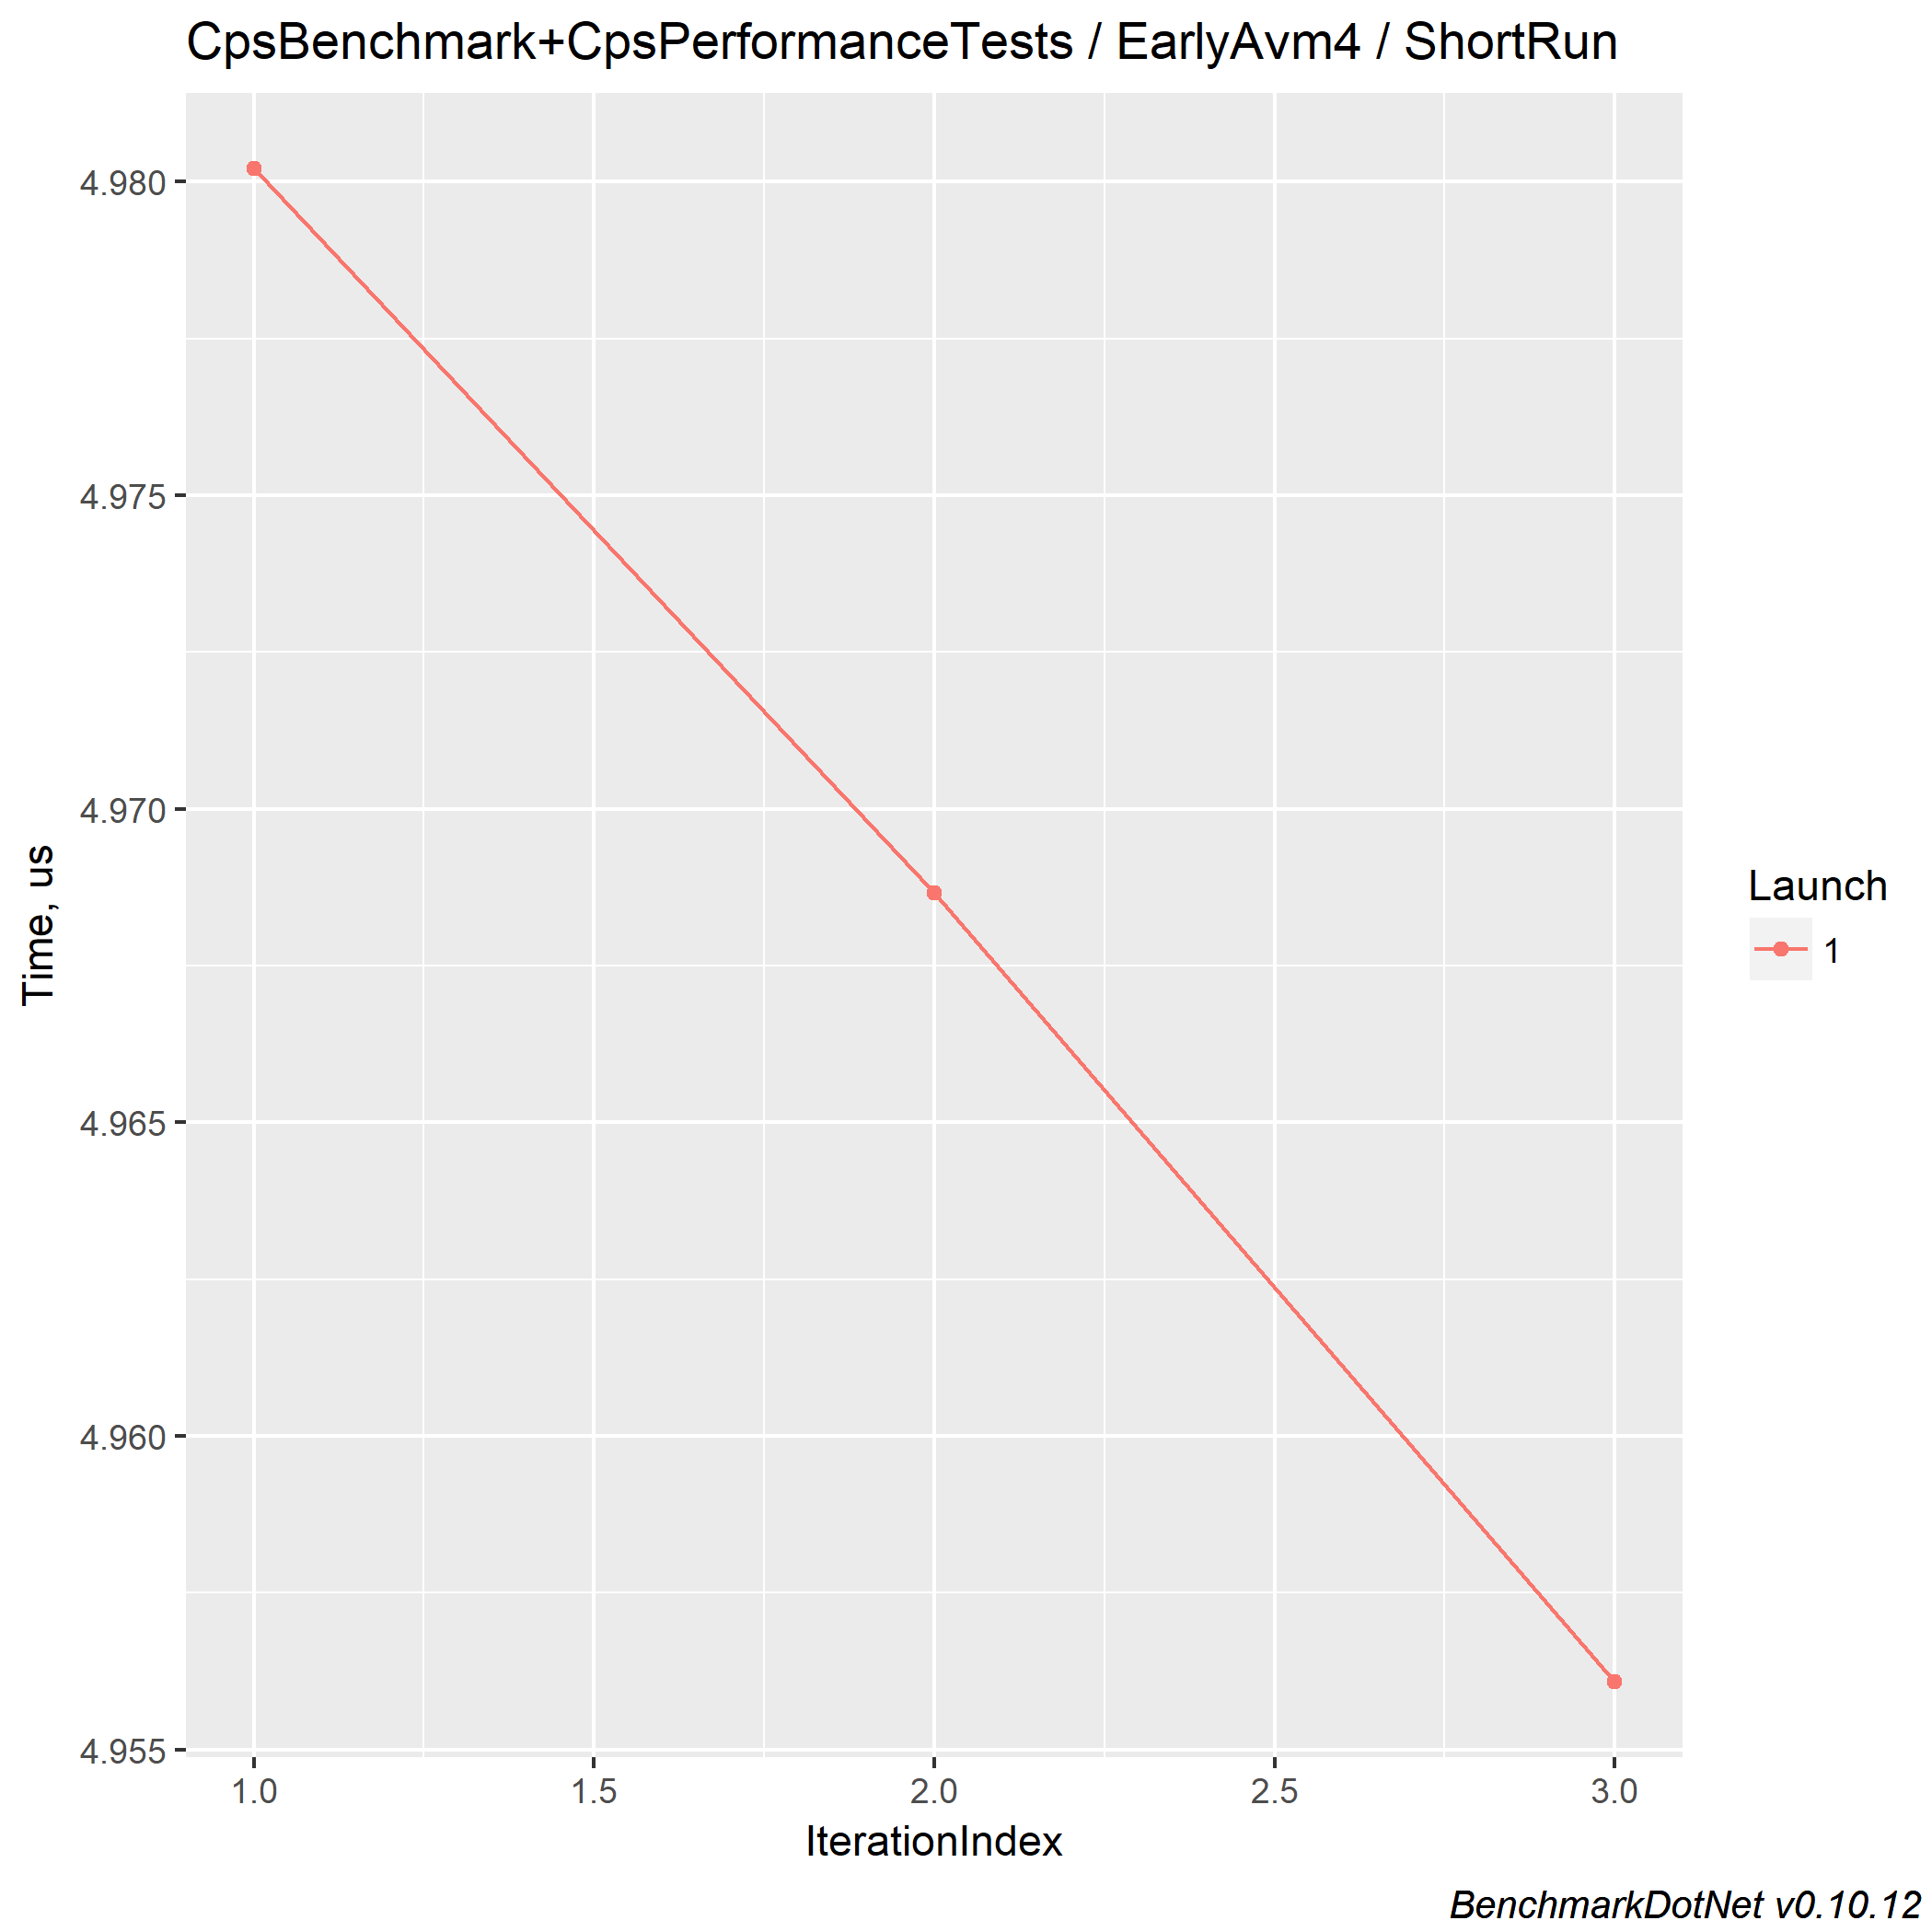 CpsBenchmark+CpsPerformanceTests / EarlyAvm4 / ShortRun
Time, us
4.980
4.975
4.970
4.965
4.960
4.955
1.0
1.5
2.0
2.5
3.0
IterationIndex
Launch
1
BenchmarkDotNet v0.10.12